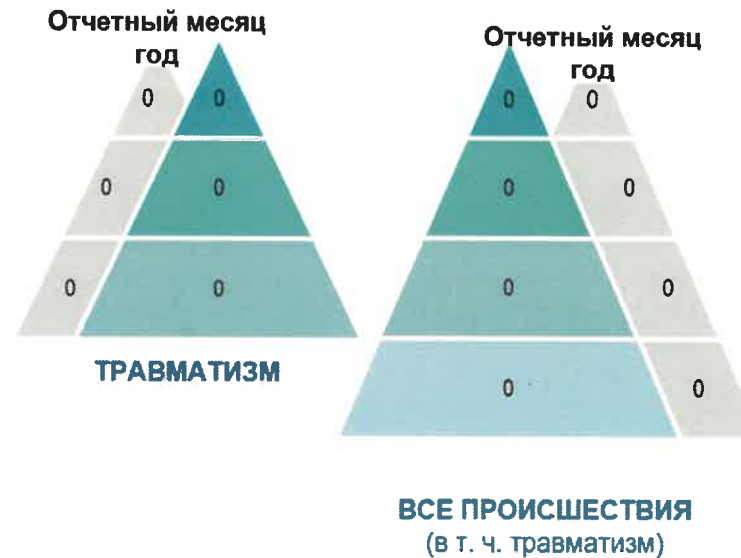 Отчетный месяц
год
0 0
0 0
0 0
ТРАВМАТИЗМ
Отчетный месяц
год
0 0
0 0
0 0
0 0
ВСЕ ПРОИСШЕСТВИЯ
(в т. ч. травматизм)